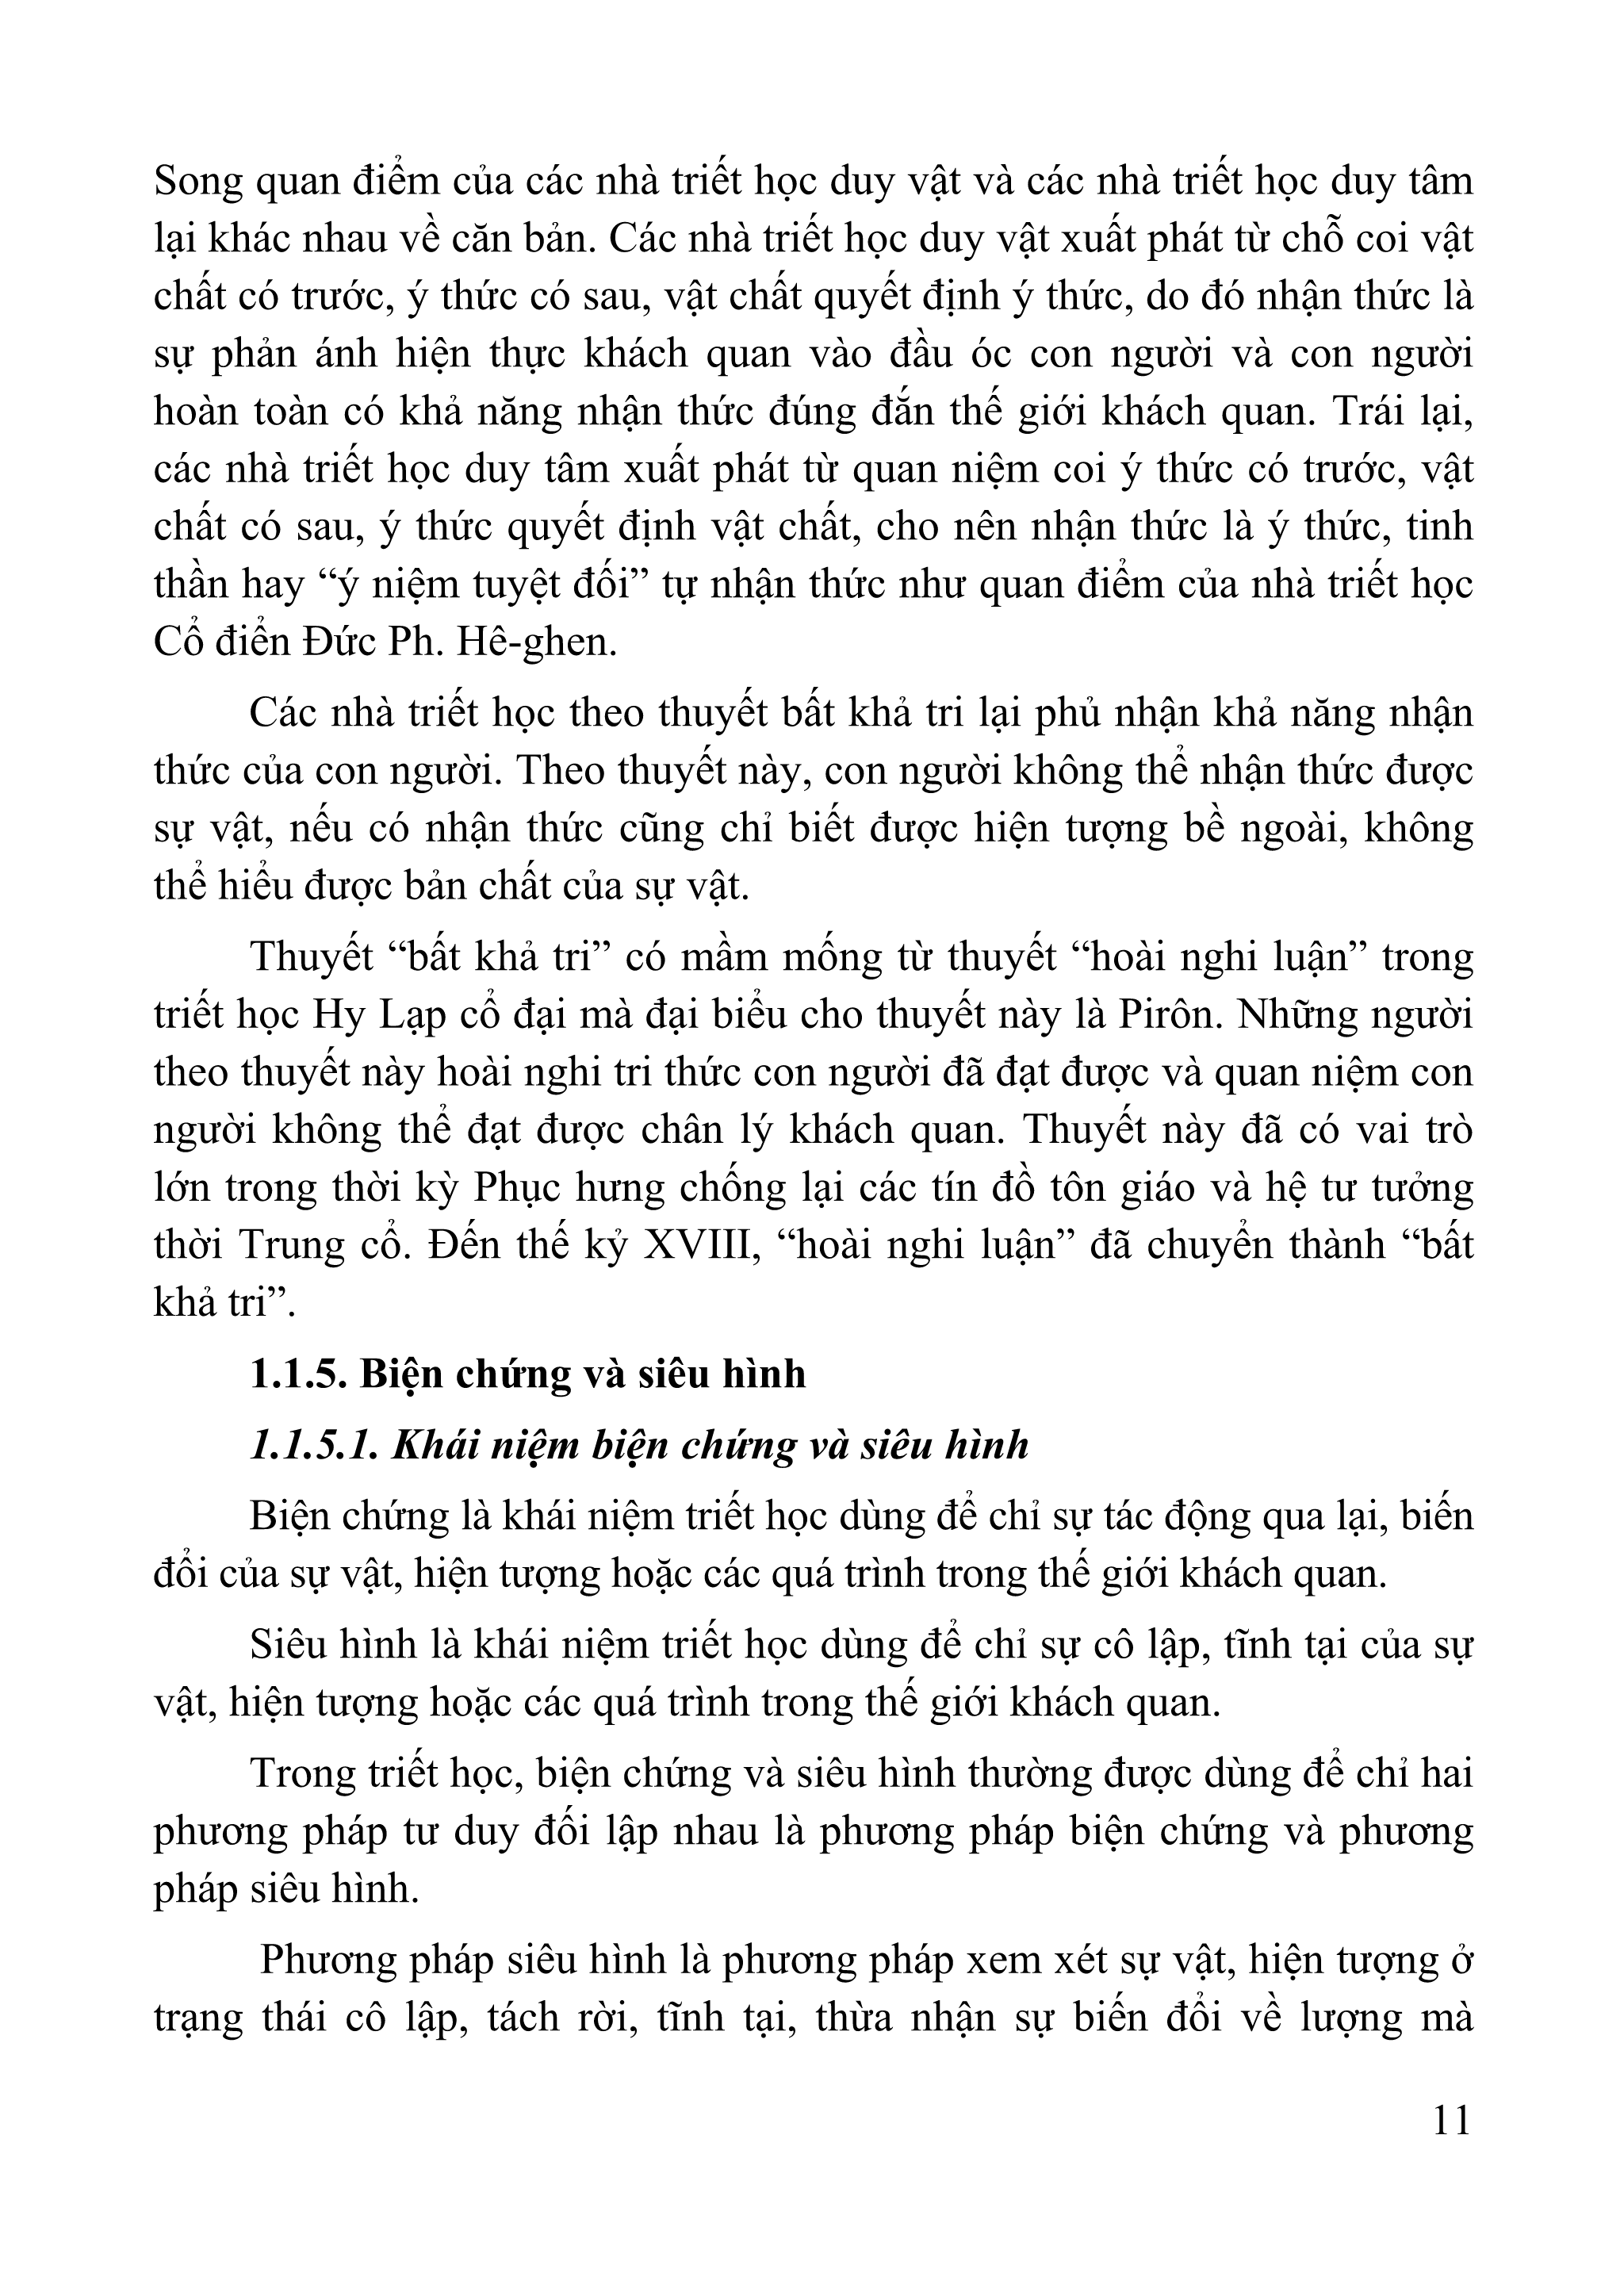 Song quan điểm của các nhà triết học duy vật và các nhà triết học duy tâm
lại khác nhau về căn bản. Các nhà triết học duy vật xuất phát từ chỗ coi vật
chất có trước, ý thức có sau, vật chất quyết định ý thức, do đó nhận thức là
sự phản ánh hiện thực khách quan vào đầu óc con người và con người
hoàn toàn có khả năng nhận thức đúng đắn thế giới khách quan. Trái lại,
các nhà triết học duy tâm xuất phát từ quan niệm coi ý thức có trước, vật
chất có sau, ý thức quyết định vật chất, cho nên nhận thức là ý thức, tinh
thần hay “ý niệm tuyệt đối” tự nhận thức như quan điểm của nhà triết học
Cổ điển Đức Ph. Hê-ghen.
Các nhà triết học theo thuyết bất khả tri lại phủ nhận khả năng nhận
thức của con người. Theo thuyết này, con người không thể nhận thức được
sự vật, nếu có nhận thức cũng chỉ biết được hiện tượng bề ngoài, không
thể hiểu được bản chất của sự vật.
Thuyết “bất khả tri” có mầm mống từ thuyết “hoài nghi luận” trong
triết học Hy Lạp cổ đại mà đại biểu cho thuyết này là Pirôn. Những người
theo thuyết này hoài nghi tri thức con người đã đạt được và quan niệm con
người không thể đạt được chân lý khách quan. Thuyết này đã có vai trò
lớn trong thời kỳ Phục hưng chống lại các tín đồ tôn giáo và hệ tư tưởng
thời Trung cổ. Đến thế kỷ XVIII, “hoài nghi luận” đã chuyển thành “bất
khả tri”.
1.1.5. Biện chứng và siêu hình
1.1.5.1. Khái niệm biện chứng và siêu hình
Biện chứng là khái niệm triết học dùng để chỉ sự tác động qua lại, biến
đổi của sự vật, hiện tượng hoặc các quá trình trong thế giới khách quan.
Siêu hình là khái niệm triết học dùng để chỉ sự cô lập, tĩnh tại của sự
vật, hiện tượng hoặc các quá trình trong thế giới khách quan.
Trong triết học, biện chứng và siêu hình thường được dùng để chỉ hai
phương pháp tư duy đối lập nhau là phương pháp biện chứng và phương
pháp siêu hình.
Phương pháp siêu hình là phương pháp xem xét sự vật, hiện tượng ở
trạng thái cô lập, tách rời, tĩnh tại, thừa nhận sự biến đổi về lượng mà
11